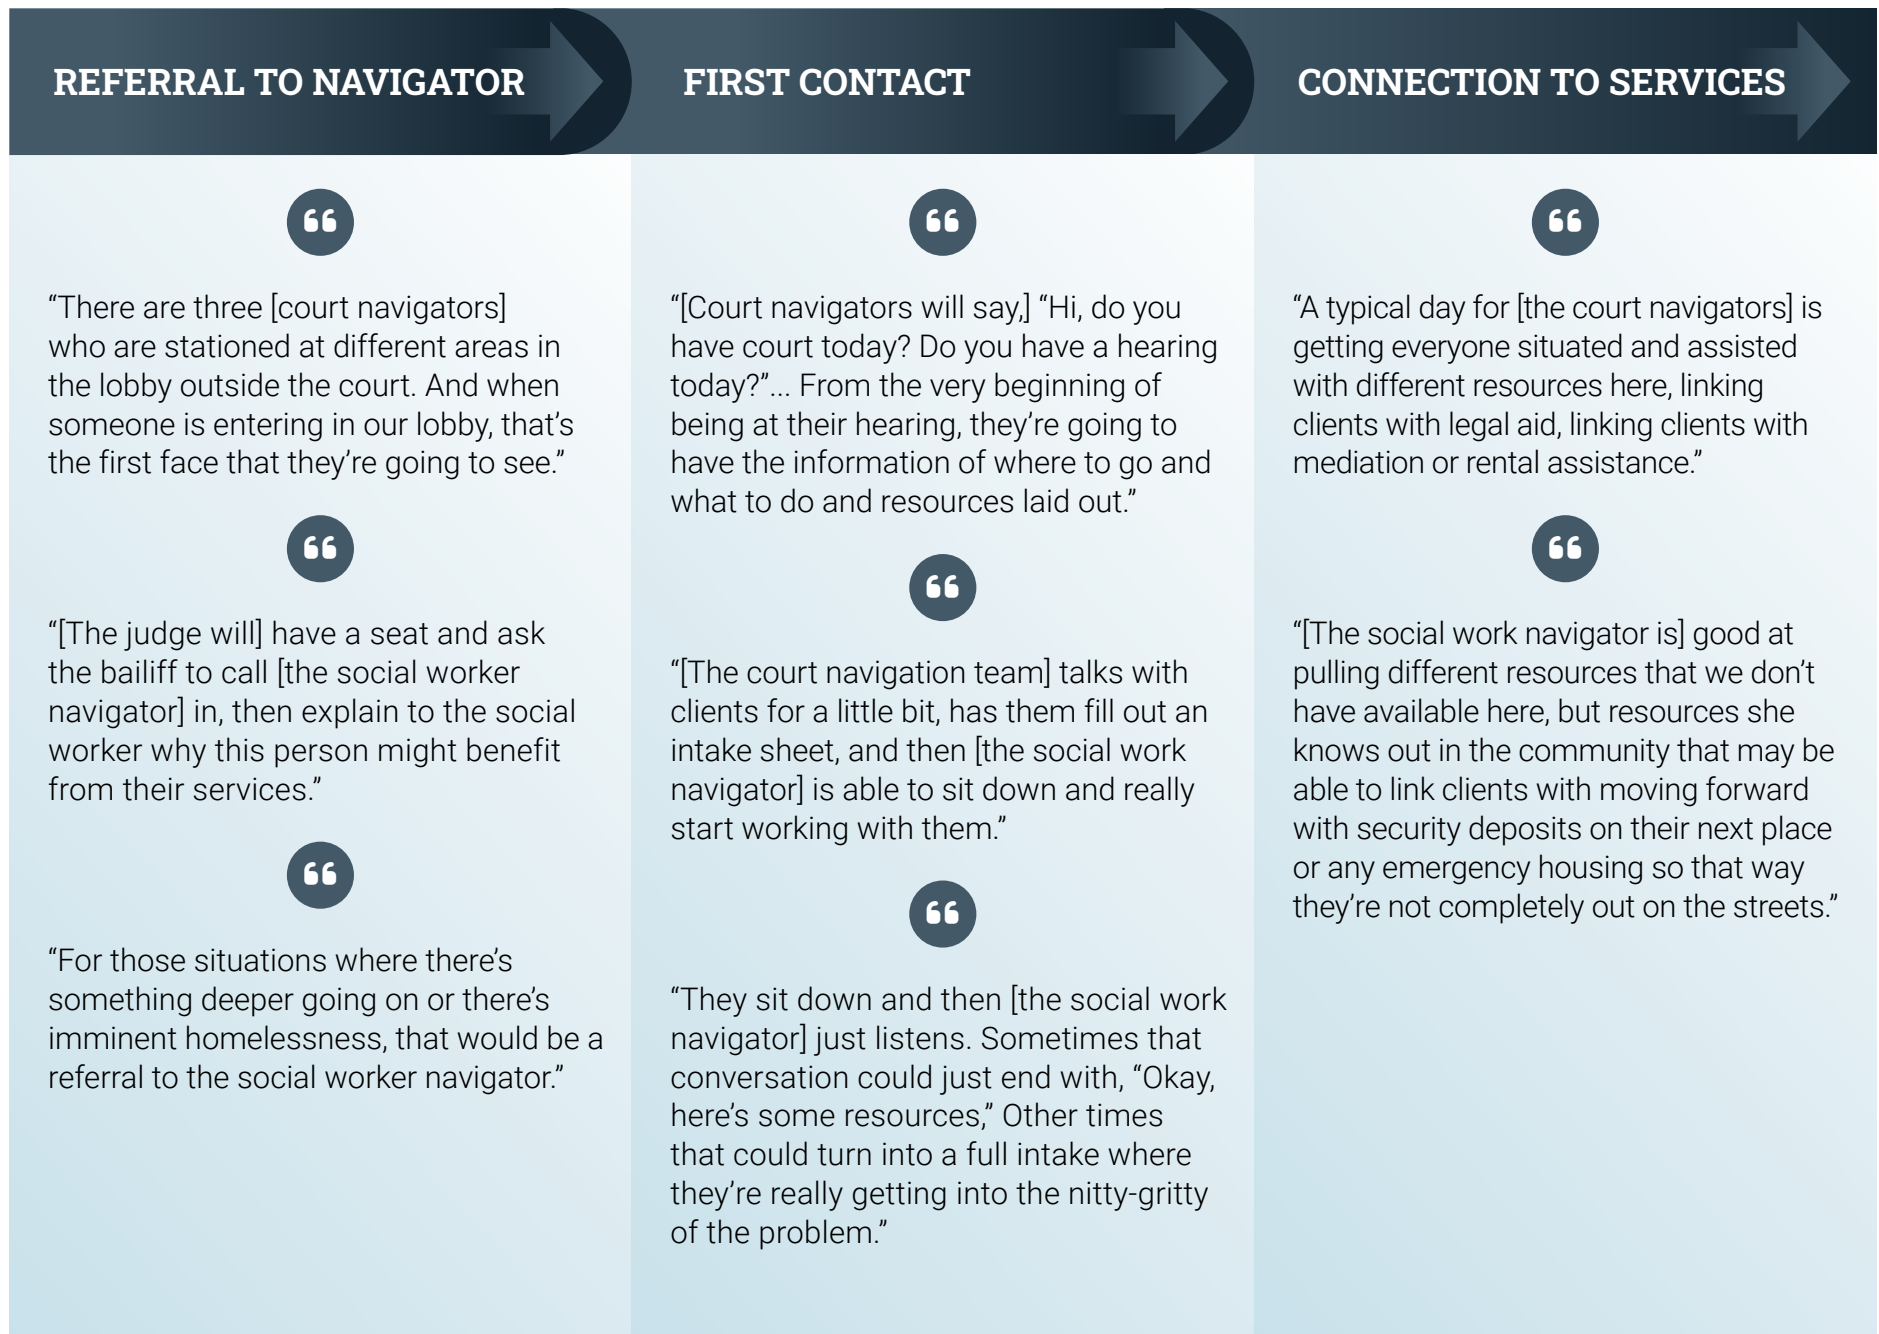 REFERRAL TO NAVIGATOR
“There are three [court navigators]
who are stationed at different areas in
the lobby outside the court. And when
someone is entering in our lobby, that’s
the first face that they’re going to see.”
“[The judge will] have a seat and ask
the bailiff to call [the social worker
navigator] in, then explain to the social
worker why this person might benefit
from their services.”
“For those situations where there’s
something deeper going on or there’s
imminent homelessness, that would be a
referral to the social worker navigator.”
FIRST CONTACT
“[Court navigators will say,] “Hi, do you
have court today? Do you have a hearing
today?”... From the very beginning of
being at their hearing, they’re going to
have the information of where to go and
what to do and resources laid out.”
“[The court navigation team] talks with
clients for a little bit, has them fill out an
intake sheet, and then [the social work
navigator] is able to sit down and really
start working with them.”
“They sit down and then [the social work
navigator] just listens. Sometimes that
conversation could just end with, “Okay,
here’s some resources,” Other times
that could turn into a full intake where
they’re really getting into the nitty-gritty
of the problem.”
CONNECTION TO SERVICES
“A typical day for [the court navigators] is
getting everyone situated and assisted
with different resources here, linking
clients with legal aid, linking clients with
mediation or rental assistance.”
“[The social work navigator is] good at
pulling different resources that we don’t
have available here, but resources she
knows out in the community that may be
able to link clients with moving forward
with security deposits on their next place
or any emergency housing so that way
they’re not completely out on the streets.”